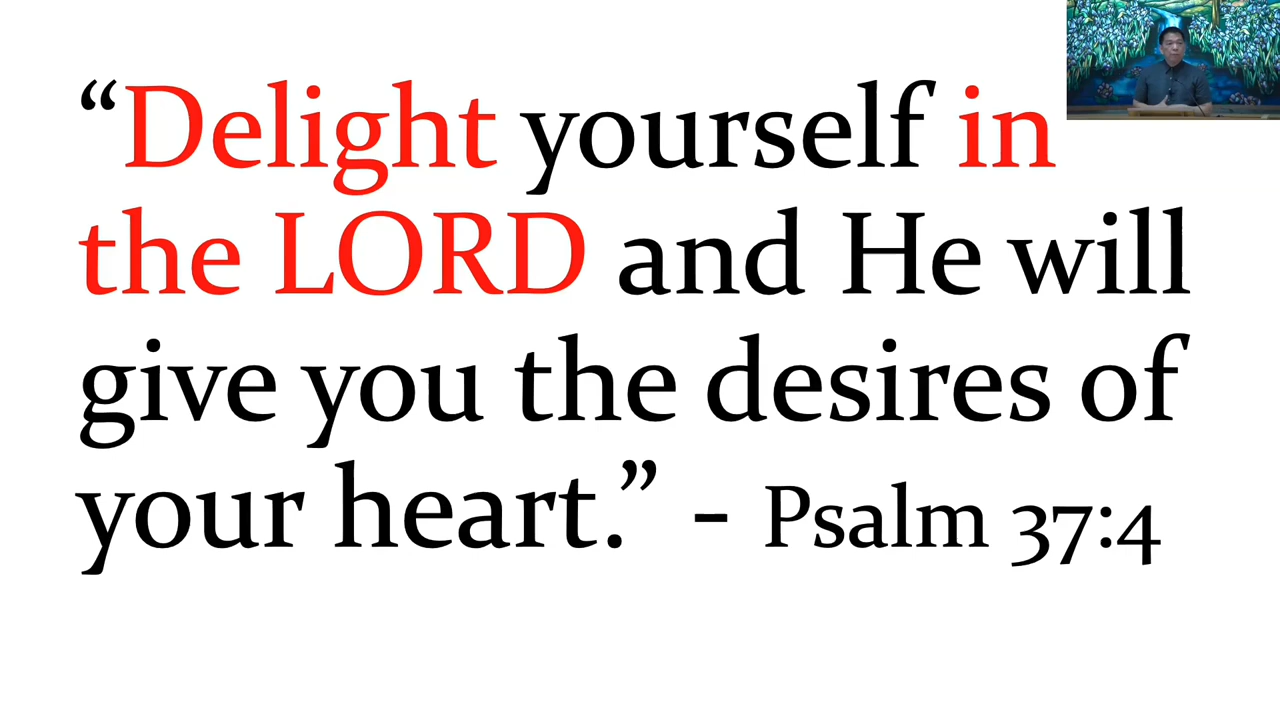 “Delight yourself in
the LORD and He will
give you the desires of
your heart.” - Psalm 37:4